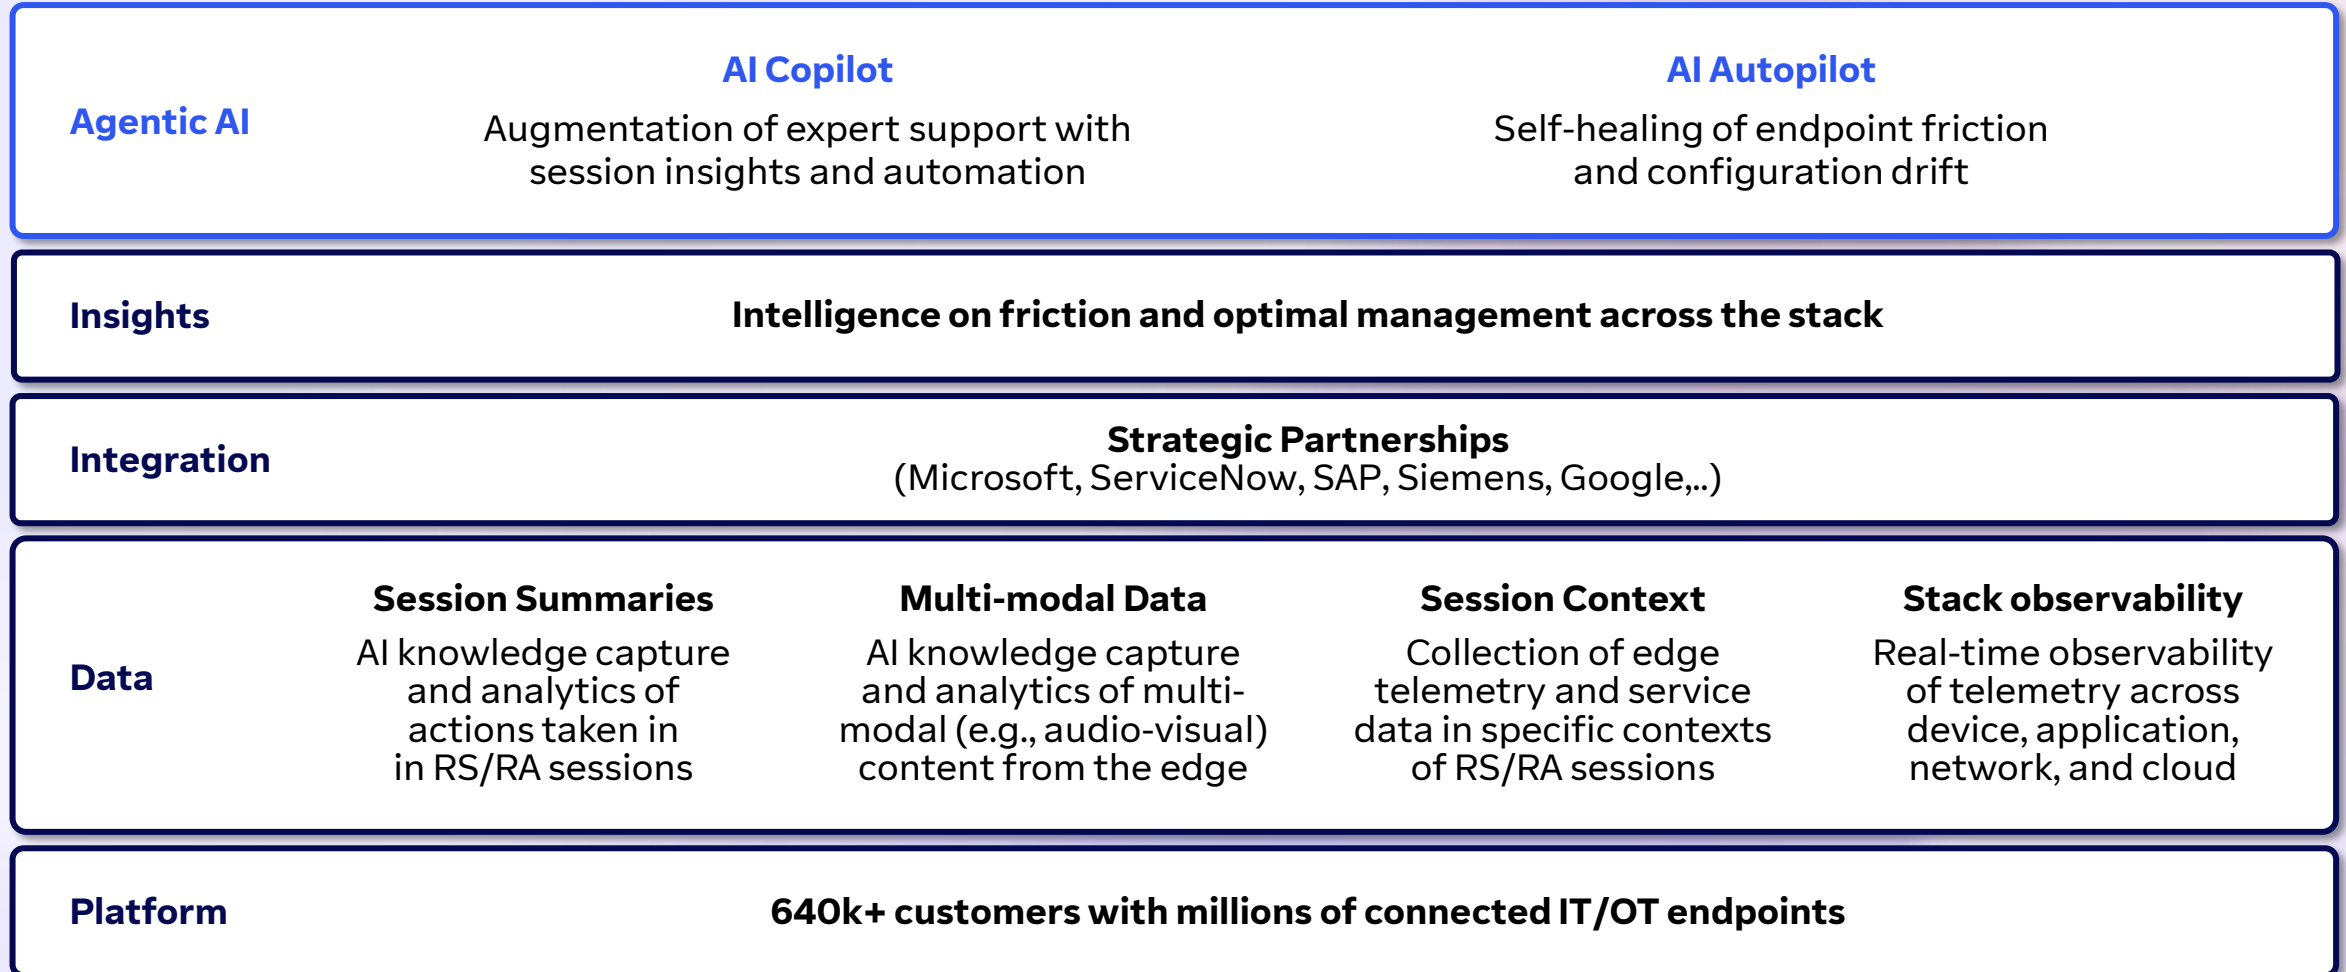 Agentic AI
AI Copilot
Augmentation of expert support with
session insights and automation
AI Autopilot
Self-healing of endpoint friction
and configuration drift
Insights
Intelligence on friction and optimal management across the stack
Integration
Strategic Partnerships
(Microsoft, ServiceNow, SAP, Siemens, Google,..)
Data
Session Summaries
AI knowledge capture
and analytics of
actions taken in
in RS/RA sessions
Multi-modal Data
AI knowledge capture
and analytics of multi-
modal (e.g., audio-visual)
content from the edge
Session Context
Collection of edge
telemetry and service
data in specific contexts
of RS/RA sessions
Stack observability
Real-time observability
of telemetry across
device, application,
network, and cloud
Platform
640k+ customers with millions of connected IT/OT endpoints